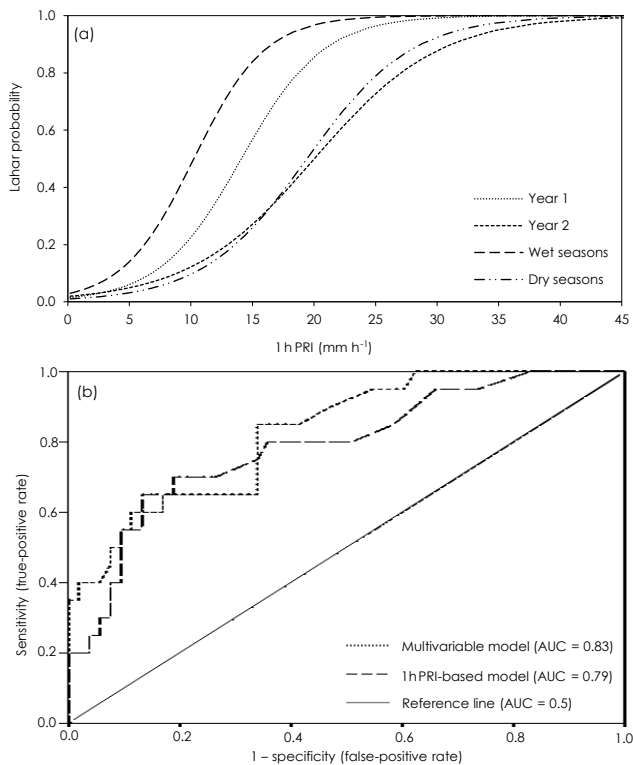 (a)
1.0
0.8
0.6
0.4
0.2
0.0
Lahar probability
Year 1
Year 2
Wet seasons
Dry seasons
0 5 10 15 20 25 30 35 40 45
1 h PRI (mm h⁻¹)
(b)
1.0
0.8
0.6
0.4
0.2
0.0
Sensitivity (true-positive rate)
Multivariable model (AUC = 0.83)
1h PRI-based model (AUC = 0.79)
Reference line (AUC = 0.5)
0.0 0.2 0.4 0.6 0.8 1.0
1 – specificity (false-positive rate)